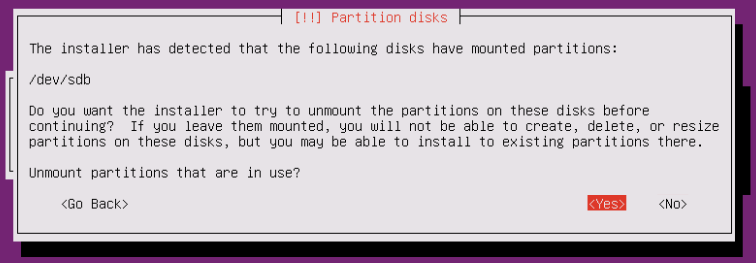 [!!] Partition disks
The installer has detected that the following disks have mounted partitions:
/dev/sdb
Do you want the installer to try to unmount the partitions on these disks before
continuing?  If you leave them mounted, you will not be able to create, delete, or resize
partitions on these disks, but you may be able to install to existing partitions there.
Unmount partitions that are in use?
<Go Back> <Yes> <No>